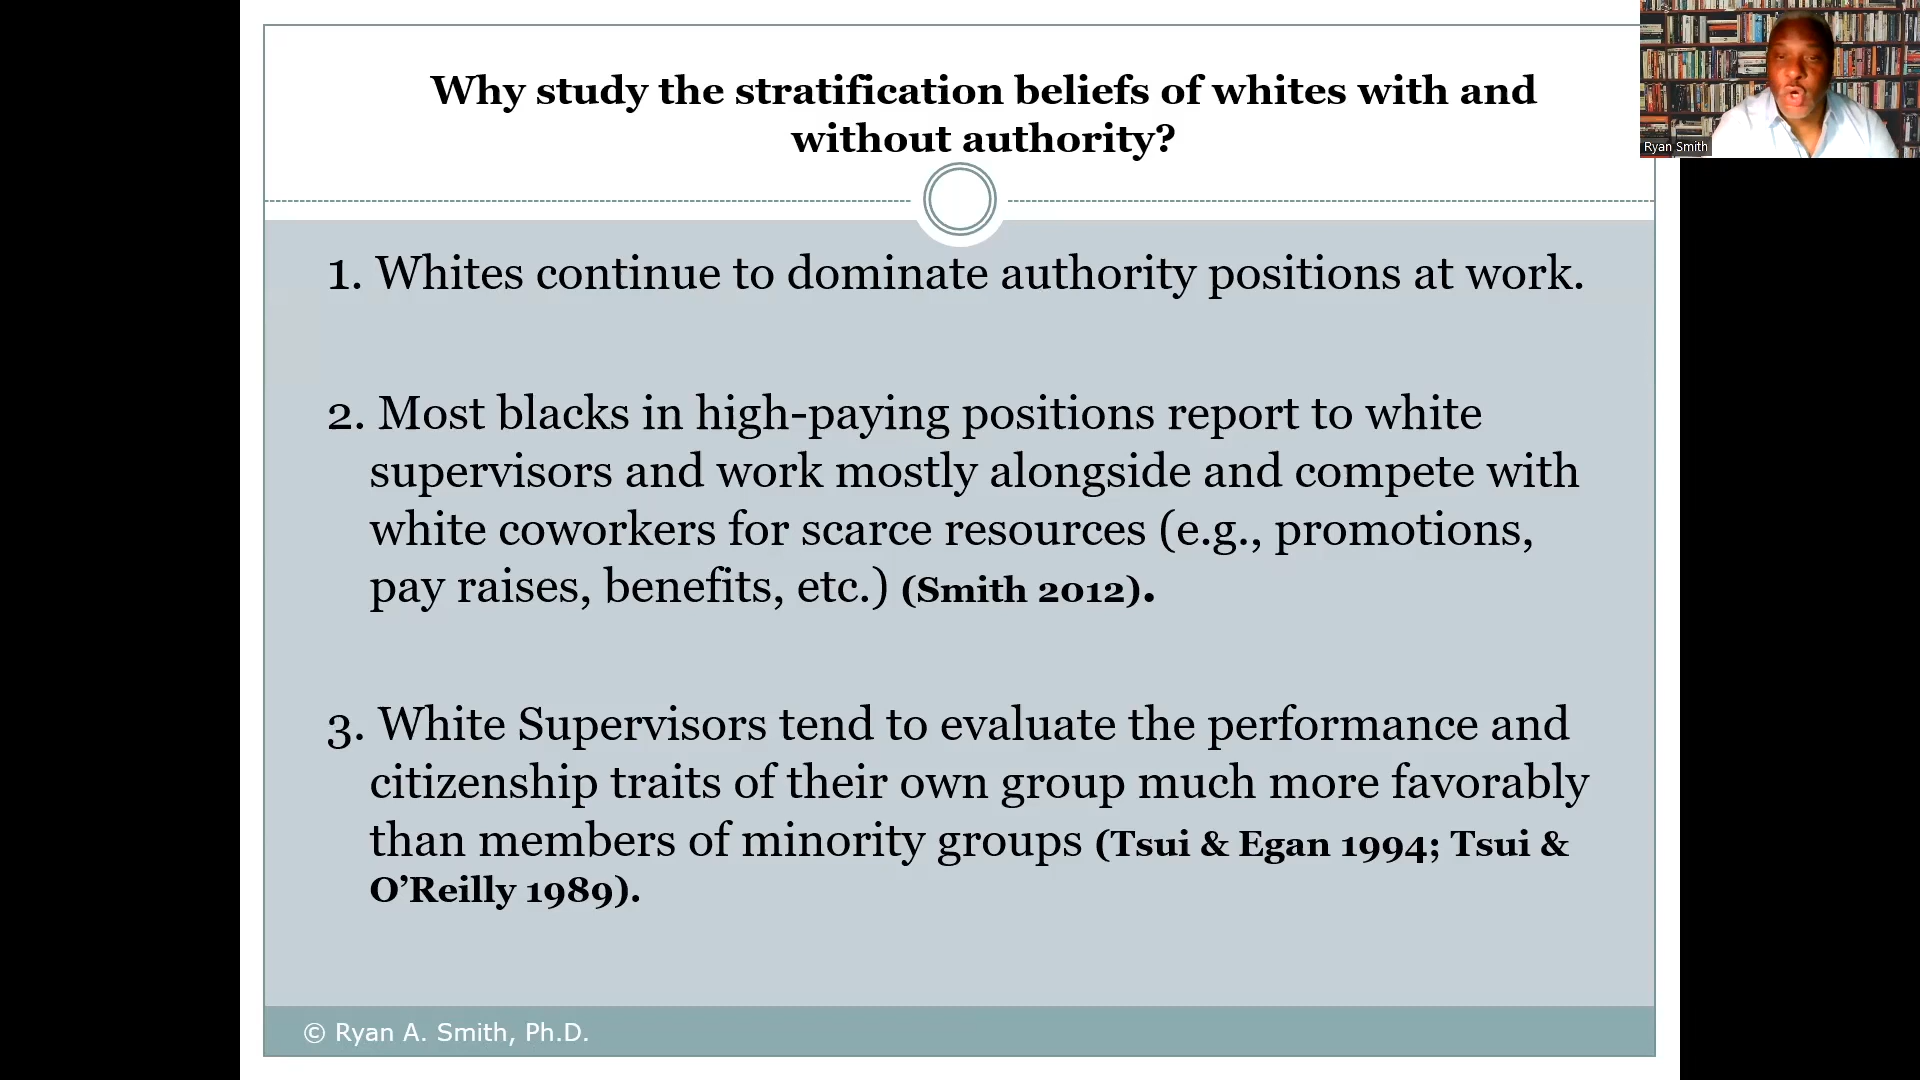 Why study the stratification beliefs of whites with and
without authority?
Ryan Smith
1. Whites continue to dominate authority positions at work.
2. Most blacks in high-paying positions report to white
supervisors and work mostly alongside and compete with
white coworkers for scarce resources (e.g., promotions,
pay raises, benefits, etc.) (Smith 2012).
3. White Supervisors tend to evaluate the performance and
citizenship traits of their own group much more favorably
than members of minority groups (Tsui & Egan 1994; Tsui &
O’Reilly 1989).
© Ryan A. Smith, Ph.D.